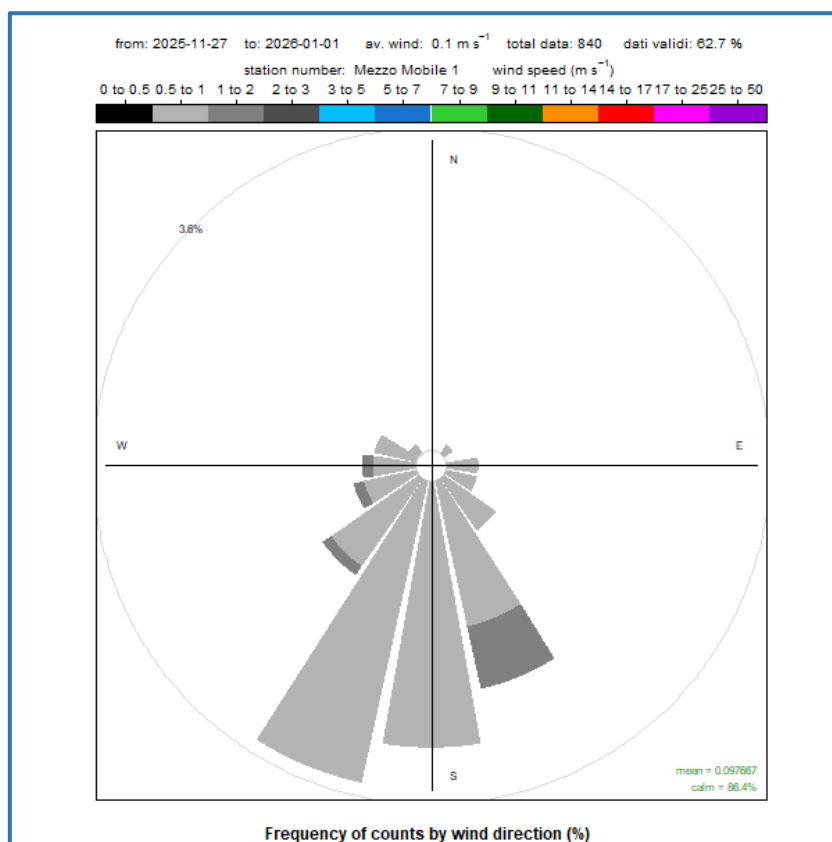 from: 2025-11-27 to: 2026-01-01 av. wind: 0.1 m s⁻¹ total data: 840 dati validi: 62.7 %
station number: Mezzo Mobile 1 wind speed (m s⁻¹)
0 to 0.5 0.5 to 1 1 to 2 2 to 3 3 to 5 5 to 7 7 to 9 9 to 11 11 to 14 14 to 17 17 to 25 25 to 50
N
3.6%
W
E
S
mean = 0.097667
calm = 86.4%
Frequency of counts by wind direction (%)